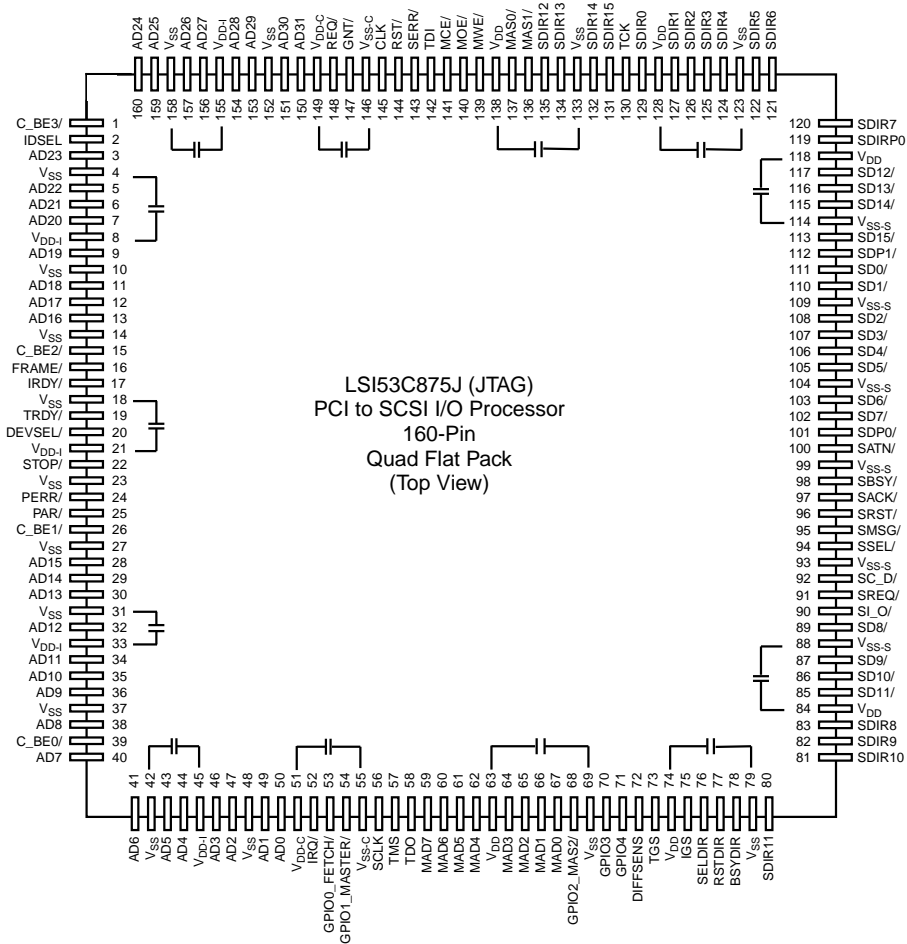 AD24
AD25
VSS
AD26
AD27
VDD-I
AD28
AD29
VSS
AD30
AD31
VDD-C
REQ/
GNT/
VSS-C
CLK
RST/
SERR/
TDI
MCE/
MOE/
MWE/
VDD
MAS0/
MAS1/
SDIR12
SDIR13
VSS
SDIR14
SDIR15
TCK
SDIR0
VDD
SDIR1
SDIR2
SDIR3
SDIR4
VSS
SDIR5
SDIR6
160
159
158
157
156
155
154
153
152
151
150
149
148
147
146
145
144
143
142
141
140
139
138
137
136
135
134
133
132
131
130
129
128
127
126
125
124
123
122
121
C_BE3/ 1
IDSEL 2
AD23 3
VSS 4
AD22 5
AD21 6
AD20 7
VDD-I 8
AD19 9
VSS 10
AD18 11
AD17 12
AD16 13
VSS 14
C_BE2/ 15
FRAME/ 16
IRDY/ 17
VSS 18
TRDY/ 19
DEVSEL/ 20
VDD-I 21
STOP/ 22
VSS 23
PERR/ 24
PAR/ 25
C_BE1/ 26
VSS 27
AD15 28
AD14 29
AD13 30
VSS 31
AD12 32
VDD-I 33
AD11 34
AD10 35
AD9 36
VSS 37
AD8 38
C_BE0/ 39
AD7 40
LSI53C875J (JTAG)
PCI to SCSI I/O Processor
160-Pin
Quad Flat Pack
(Top View)
120 SDIR7
119 SDIRP0
118 VDD
117 SD12/
116 SD13/
115 SD14/
114 VSS-S
113 SD15/
112 SDP1/
111 SD0/
110 SD1/
109 VSS-S
108 SD2/
107 SD3/
106 SD4/
105 SD5/
104 VSS-S
103 SD6/
102 SD7/
101 SDP0/
100 SATN/
99 VSS-S
98 SBSY/
97 SACK/
96 SRST/
95 SMSG/
94 SSEL/
93 VSS-S
92 SC_D/
91 SREQ/
90 SI_O/
89 SD8/
88 VSS-S
87 SD9/
86 SD10/
85 SD11/
84 VDD
83 SDIR8
82 SDIR9
81 SDIR10
41
42
43
44
45
46
47
48
49
50
51
52
53
54
55
56
57
58
59
60
61
62
63
64
65
66
67
68
69
70
71
72
73
74
75
76
77
78
79
80
AD6
VSS
AD5
AD4
VDD-I
AD3
AD2
VSS
AD1
AD0
VDD-C
IRQ/
GPIO0_FETCH/
GPIO1_MASTER/
VSS-C
SCLK
TMS
TDO
MAD7
MAD6
MAD5
MAD4
VDD
MAD3
MAD2
MAD1
MAD0
GPIO2_MAS2/
VSS
GPIO3
GPIO4
DIFFSENS
TGS
VDD
IGS
SELDIR
RSTDIR
BSYDIR
VSS
SDIR11